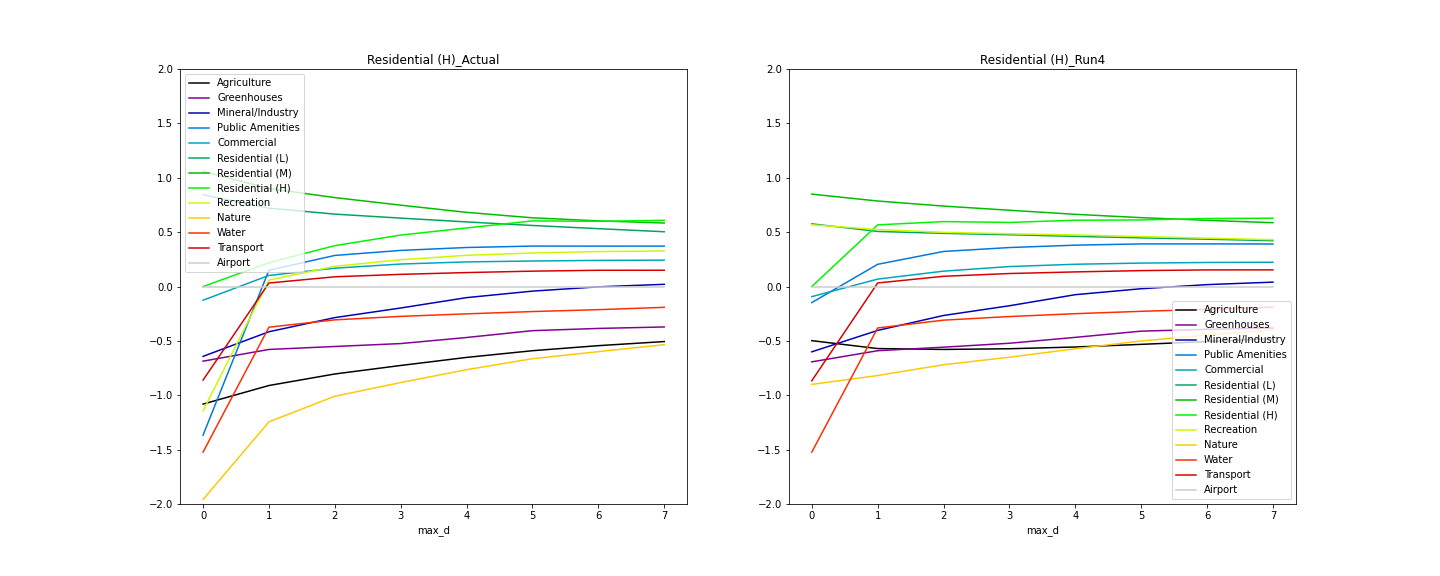 Residential (H)_Actual
2.0
1.5
1.0
0.5
0.0
−0.5
−1.0
−1.5
−2.0
Agriculture
Greenhouses
Mineral/Industry
Public Amenities
Commercial
Residential (L)
Residential (M)
Residential (H)
Recreation
Nature
Water
Transport
Airport
0 1 2 3 4 5 6 7
max_d
Residential (H)_Run4
2.0
1.5
1.0
0.5
0.0
−0.5
−1.0
−1.5
−2.0
Agriculture
Greenhouses
Mineral/Industry
Public Amenities
Commercial
Residential (L)
Residential (M)
Residential (H)
Recreation
Nature
Water
Transport
Airport
0 1 2 3 4 5 6 7
max_d